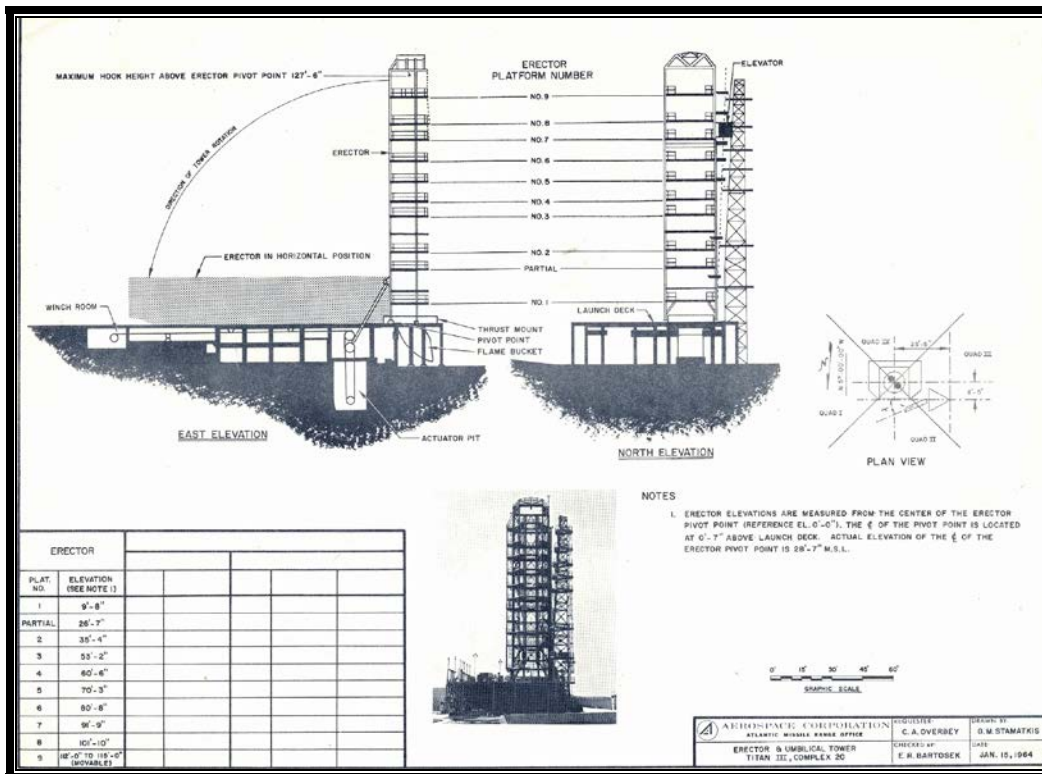 MAXIMUM HOOK HEIGHT ABOVE ERECTOR PIVOT POINT 127'-6"
ERECTOR
PLATFORM NUMBER
ELEVATOR
NO. 9
NO. 8
NO. 7
ERECTOR
NO. 6
NO. 5
NO. 4
NO. 3
NO. 2
PARTIAL
NO. 1
DIRECTION OF TOWER ROTATION
ERECTOR IN HORIZONTAL POSITION
WINCH ROOM
LAUNCH DECK
THRUST MOUNT
PIVOT POINT
FLAME BUCKET
ACTUATOR PIT
EAST ELEVATION
NORTH ELEVATION
QUAD IV
QUAD III
QUAD I
QUAD II
PLAN VIEW
NOTES
1. ERECTOR ELEVATIONS ARE MEASURED FROM THE CENTER OF THE ERECTOR
PIVOT POINT (REFERENCE EL. 0'-0"). THE ℄ OF THE PIVOT POINT IS LOCATED
AT 0'-7" ABOVE LAUNCH DECK. ACTUAL ELEVATION OF THE ℄ OF THE
ERECTOR PIVOT POINT IS 28'-7" M.S.L.
ERECTOR
PLAT. NO. ELEVATION (SEE NOTE 1)
1 9'-8"
PARTIAL 26'-7"
2 35'-4"
3 55'-2"
4 60'-6"
5 70'-3"
6 80'-8"
7 91'-9"
8 101'-10"
9 112'-0" TO 115'-0" (MOVABLE)
0' 15' 30' 45' 60'
GRAPHIC SCALE
AEROSPACE CORPORATION
ATLANTIC MISSILE RANGE OFFICE
ERECTOR & UMBILICAL TOWER
TITAN III, COMPLEX 20
REQUESTER:
C. A. OVERBEY
DRAWN BY:
D. M. STAMATKIS
CHECKED BY:
E. R. BARTOSEK
DATE:
JAN. 15, 1964